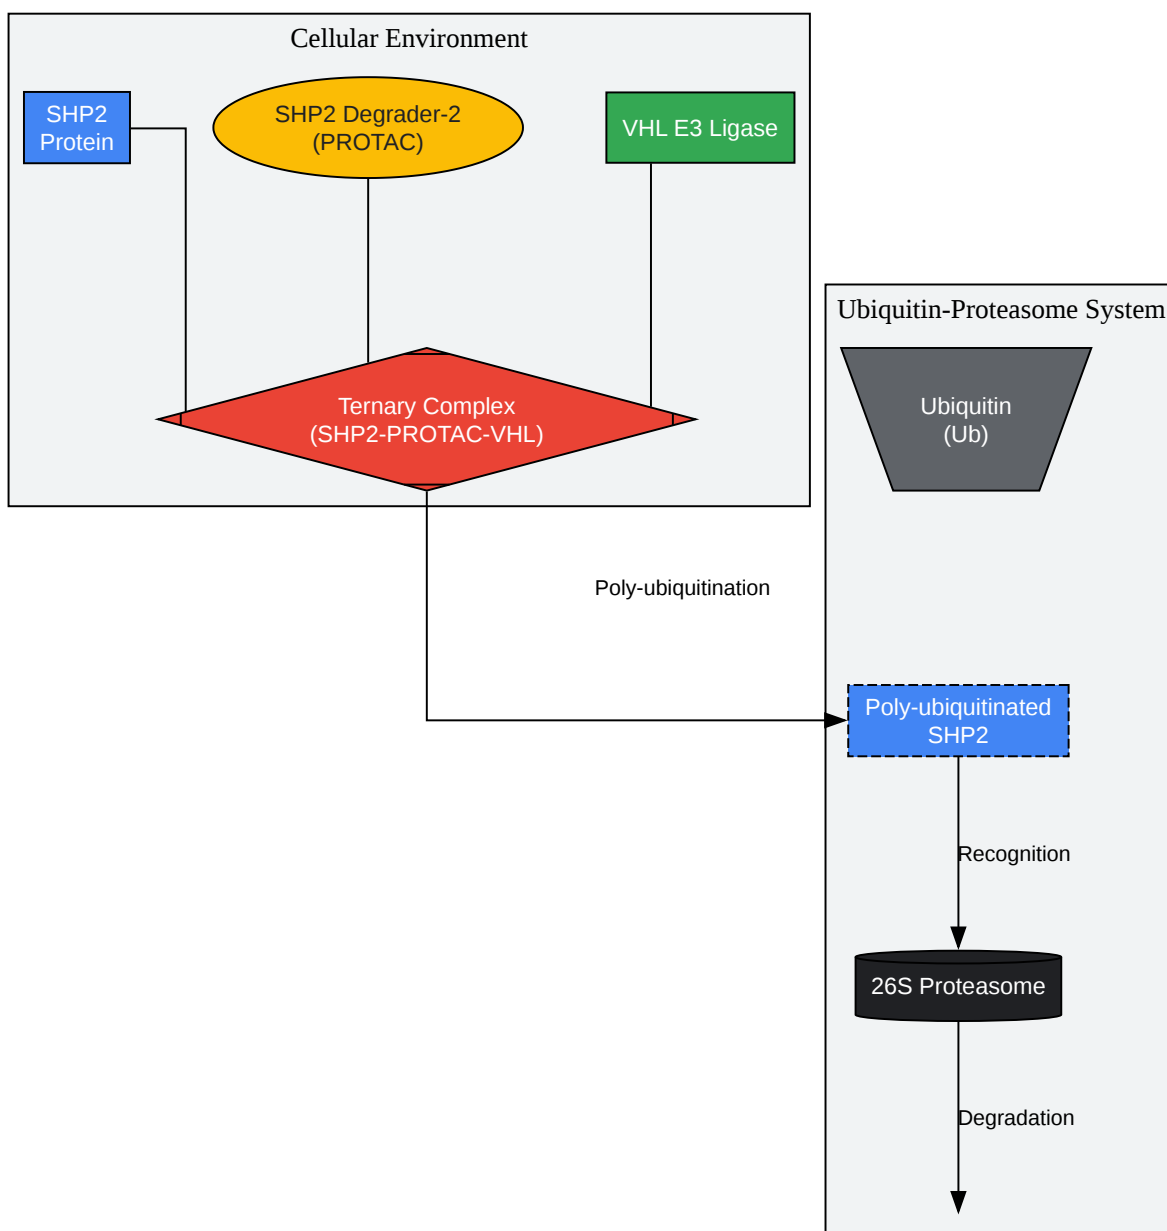 Cellular Environment
SHP2
Protein
SHP2 Degrader-2
(PROTAC)
VHL E3 Ligase
Ternary Complex
(SHP2-PROTAC-VHL)
Ubiquitin-Proteasome System
Ubiquitin
(Ub)
Poly-ubiquitination
Poly-ubiquitinated
SHP2
Recognition
26S Proteasome
Degradation